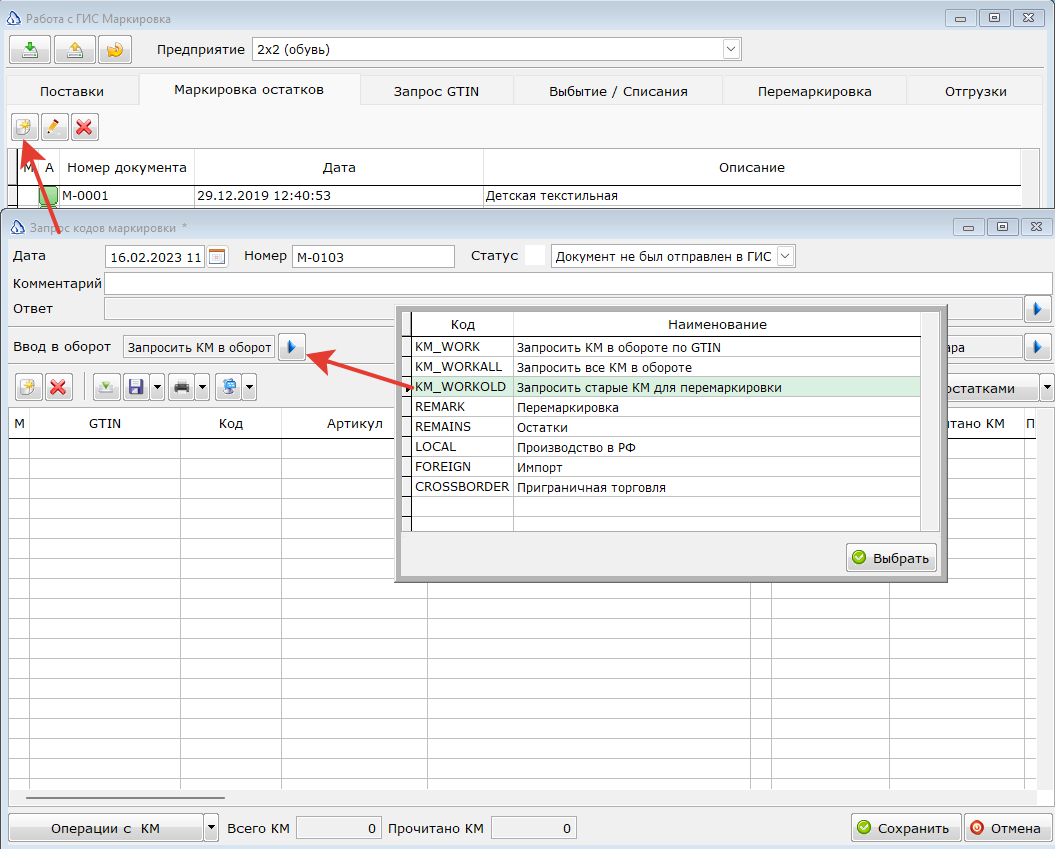 Работа с ГИС Маркировка
Предприятие 2x2 (обувь)
Поставки Маркировка остатков Запрос GTIN Выбытие / Списания Перемаркировка Отгрузки
М А Номер документа Дата Описание
М-0001 29.12.2019 12:40:53 Детская текстильная
Запрос кодов маркировки *
Дата 16.02.2023 11 Номер М-0103 Статус Документ не был отправлен в ГИС
Комментарий
Ответ
Ввод в оборот Запросить КМ в оборот ара
остатками
М GTIN Код Артикул тано КМ П
Код Наименование
KM_WORK Запросить КМ в обороте по GTIN
KM_WORKALL Запросить все КМ в обороте
KM_WORKOLD Запросить старые КМ для перемаркировки
REMARK Перемаркировка
REMAINS Остатки
LOCAL Производство в РФ
FOREIGN Импорт
CROSSBORDER Приграничная торговля
Выбрать
Операции с КМ Всего КМ 0 Прочитано КМ 0 Сохранить Отмена